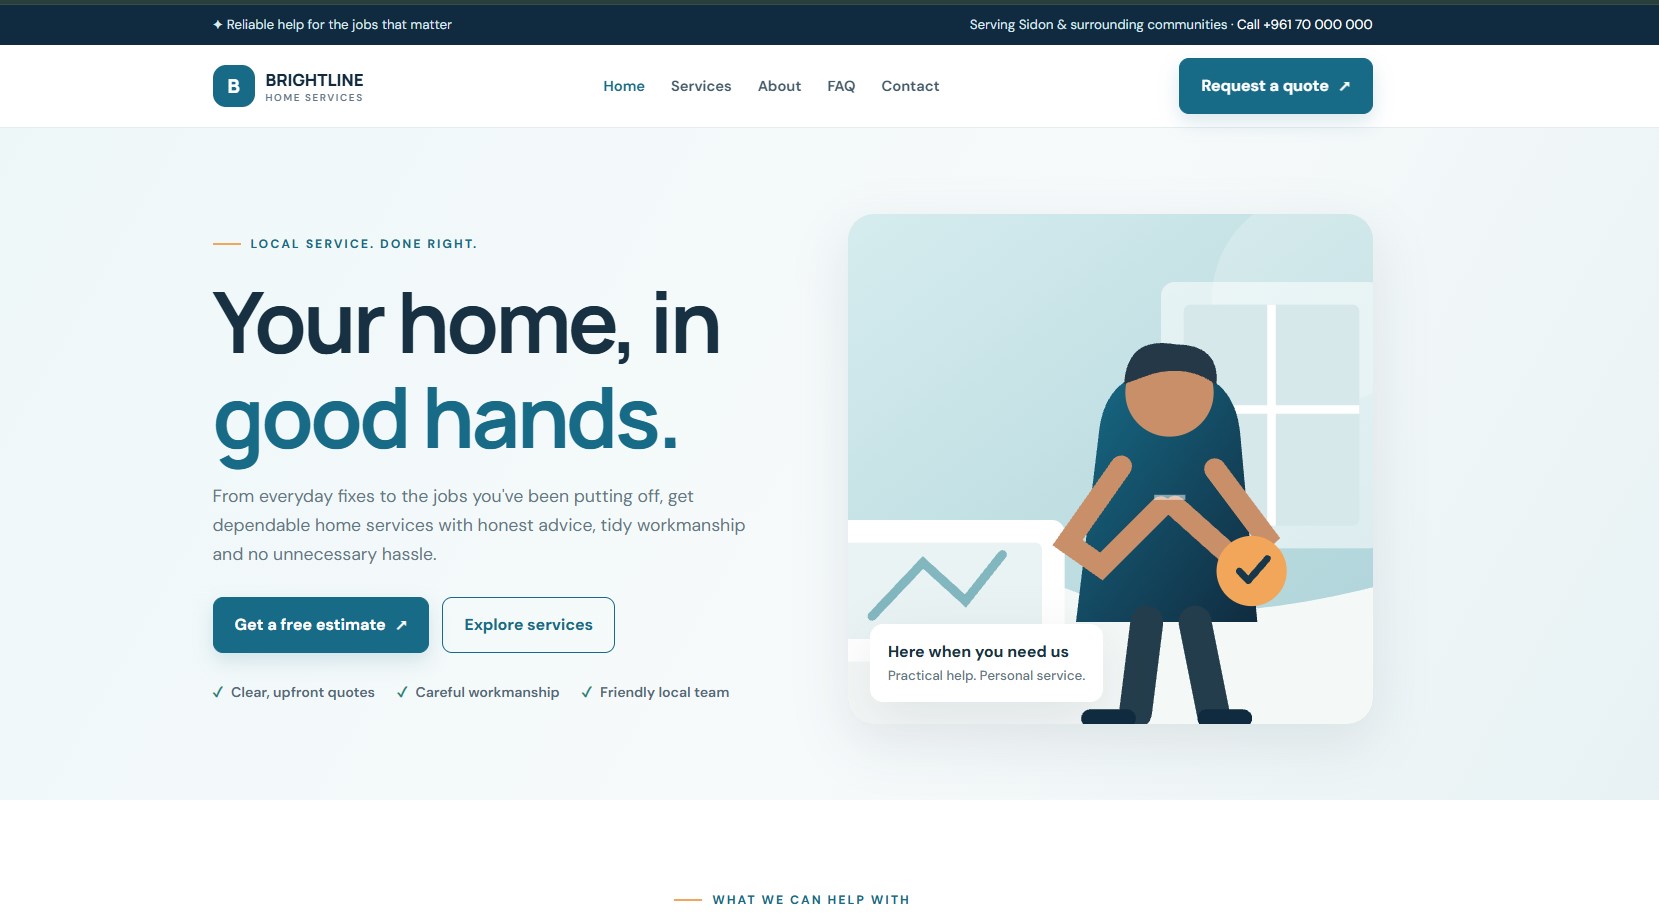 ✦ Reliable help for the jobs that matter
Serving Sidon & surrounding communities · Call +961 70 000 000
B
BRIGHTLINE
HOME SERVICES
Home
Services
About
FAQ
Contact
Request a quote ↗
LOCAL SERVICE. DONE RIGHT.
Your home, in
good hands.
From everyday fixes to the jobs you've been putting off, get
dependable home services with honest advice, tidy workmanship
and no unnecessary hassle.
Get a free estimate ↗
Explore services
✓ Clear, upfront quotes
✓ Careful workmanship
✓ Friendly local team
Here when you need us
Practical help. Personal service.
WHAT WE CAN HELP WITH